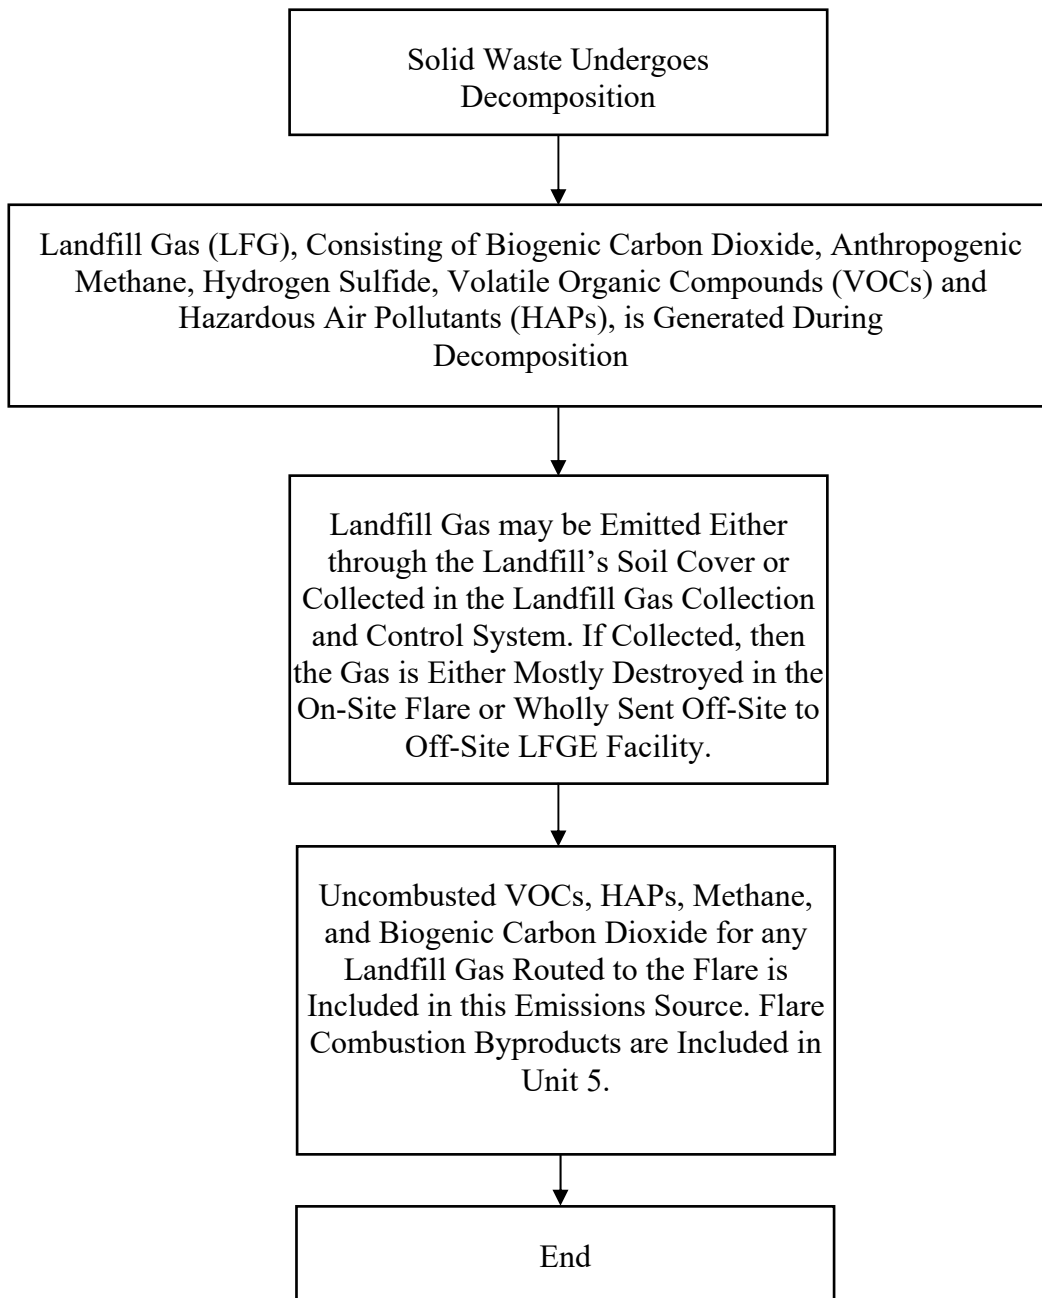 Solid Waste Undergoes
Decomposition
Landfill Gas (LFG), Consisting of Biogenic Carbon Dioxide, Anthropogenic
Methane, Hydrogen Sulfide, Volatile Organic Compounds (VOCs) and
Hazardous Air Pollutants (HAPs), is Generated During
Decomposition
Landfill Gas may be Emitted Either
through the Landfill’s Soil Cover or
Collected in the Landfill Gas Collection
and Control System. If Collected, then
the Gas is Either Mostly Destroyed in the
On-Site Flare or Wholly Sent Off-Site to
Off-Site LFGE Facility.
Uncombusted VOCs, HAPs, Methane,
and Biogenic Carbon Dioxide for any
Landfill Gas Routed to the Flare is
Included in this Emissions Source. Flare
Combustion Byproducts are Included in
Unit 5.
End